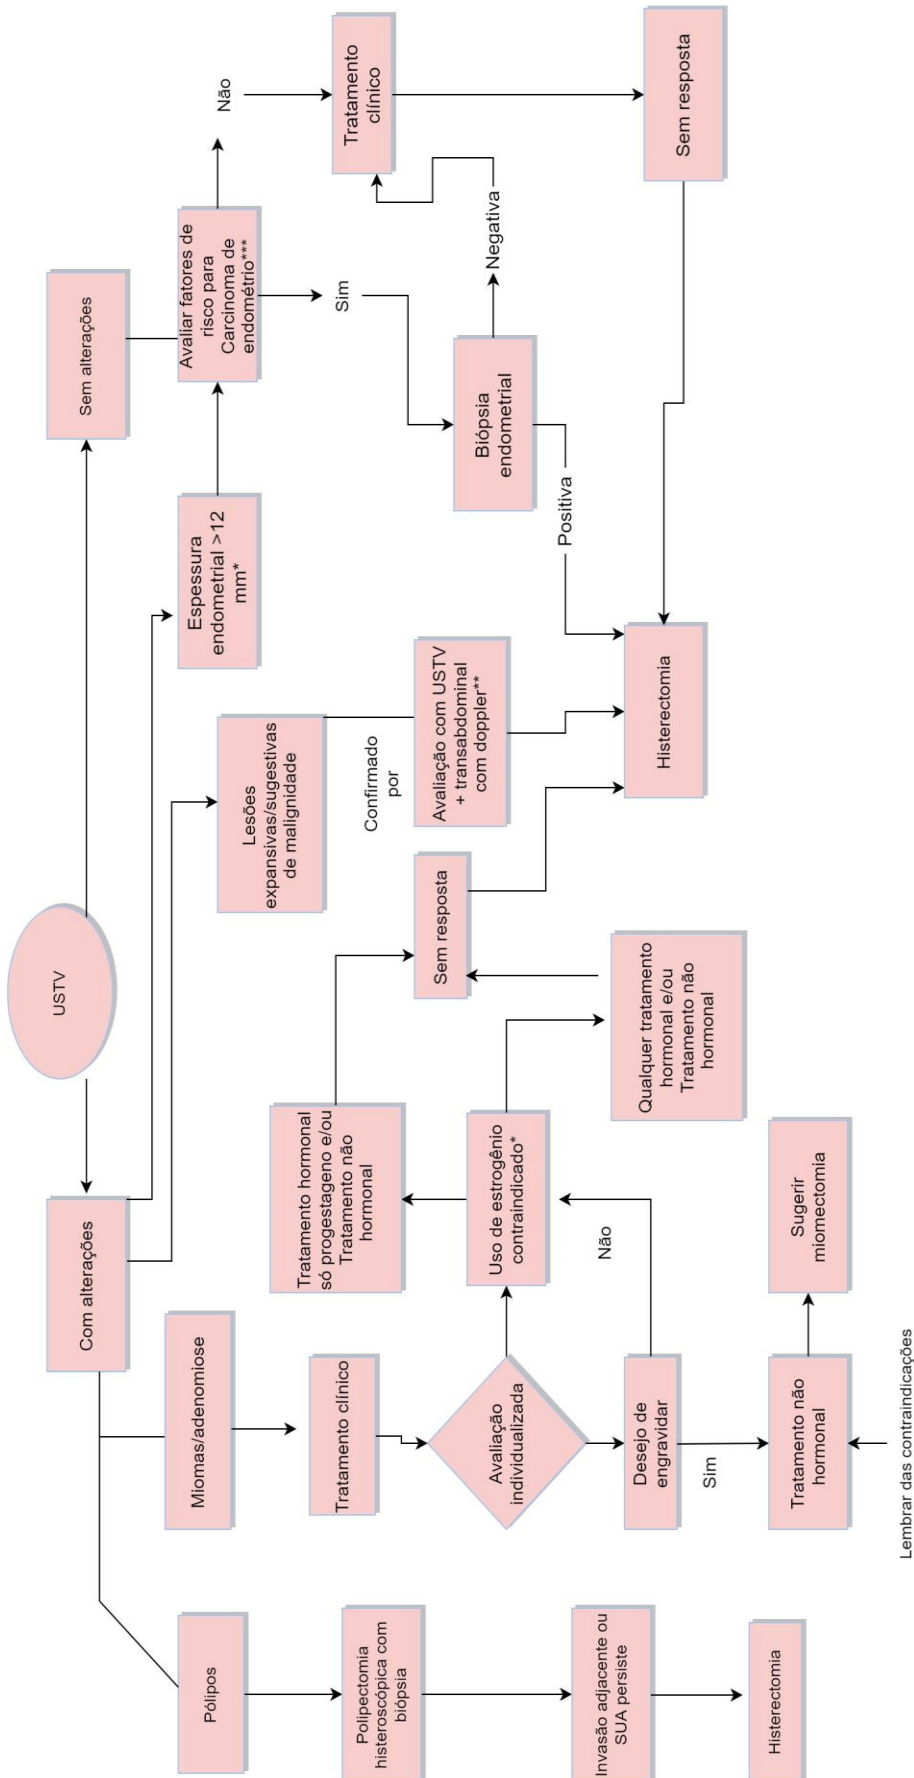 USTV
Com alterações
Sem alterações
Pólipos
Miomas/adenomiose
Lesões
expansivas/sugestivas
de malignidade
Espessura
endometrial >12
mm*
Avaliar fatores de
risco para
Carcinoma de
endométrio***
Não
Sim
Polipectomia
histeroscópica com
biópsia
Tratamento clínico
Tratamento hormonal
só progestageno e/ou
Tratamento não
hormonal
Confirmado
por
Tratamento
clínico
Avaliação
individualizada
Uso de estrogênio
contraindicado*
Sem resposta
Avaliação com USTV
+ transabdominal
com doppler**
Biópsia
endometrial
Negativa
Positiva
Invasão adjacente ou
SUA persiste
Desejo de
engravidar
Não
Sim
Qualquer tratamento
hormonal e/ou
Tratamento não
hormonal
Histerectomia
Sem resposta
Histerectomia
Tratamento não
hormonal
Sugerir
miomectomia
Lembrar das contraindicações